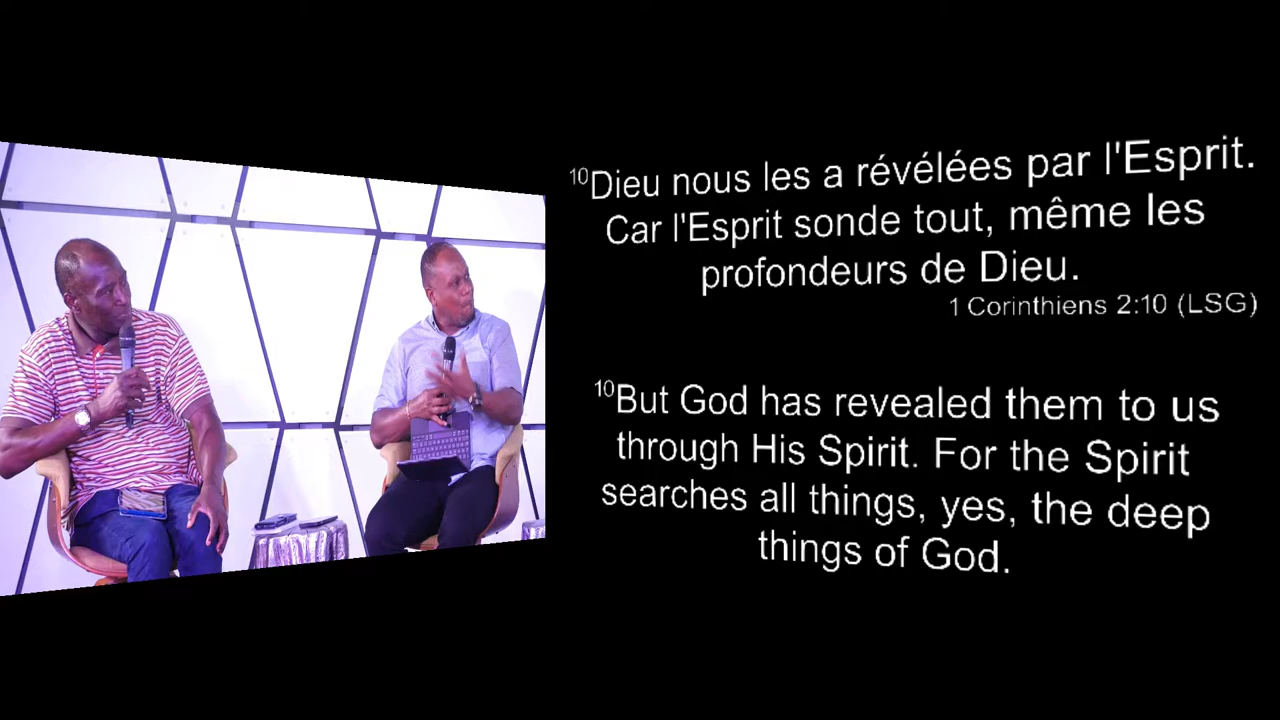 10Dieu nous les a révélées par l'Esprit.
Car l'Esprit sonde tout, même les
profondeurs de Dieu.
1 Corinthiens 2:10 (LSG)
10But God has revealed them to us
through His Spirit. For the Spirit
searches all things, yes, the deep
things of God.